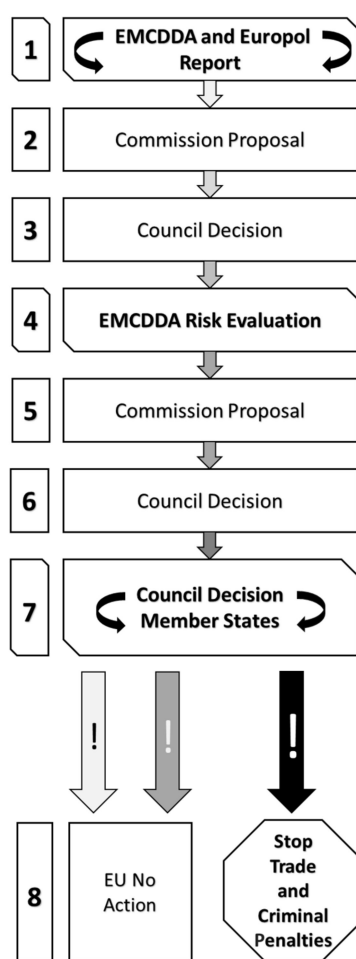 1
EMCDDA and Europol
Report
2
Commission Proposal
3
Council Decision
4
EMCDDA Risk Evaluation
5
Commission Proposal
6
Council Decision
7
Council Decision
Member States
!
!
!
8
EU No
Action
Stop
Trade
and
Criminal
Penalties